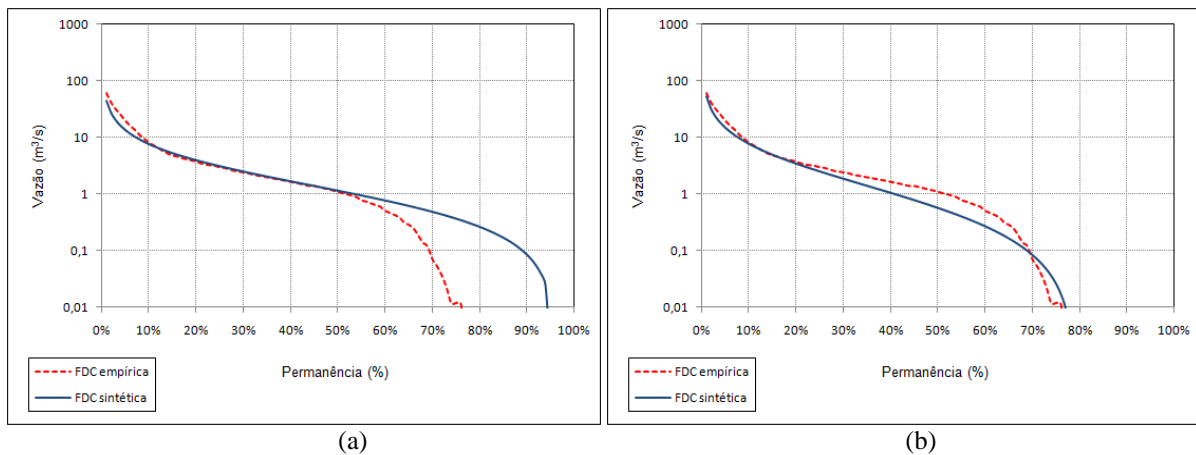 1000
100
10
1
0,1
0,01
Vazão (m³/s)
0% 10% 20% 30% 40% 50% 60% 70% 80% 90% 100%
Permanência (%)
FDC empírica
FDC sintética
(a)
1000
100
10
1
0,1
0,01
Vazão (m³/s)
0% 10% 20% 30% 40% 50% 60% 70% 80% 90% 100%
Permanência (%)
FDC empírica
FDC sintética
(b)